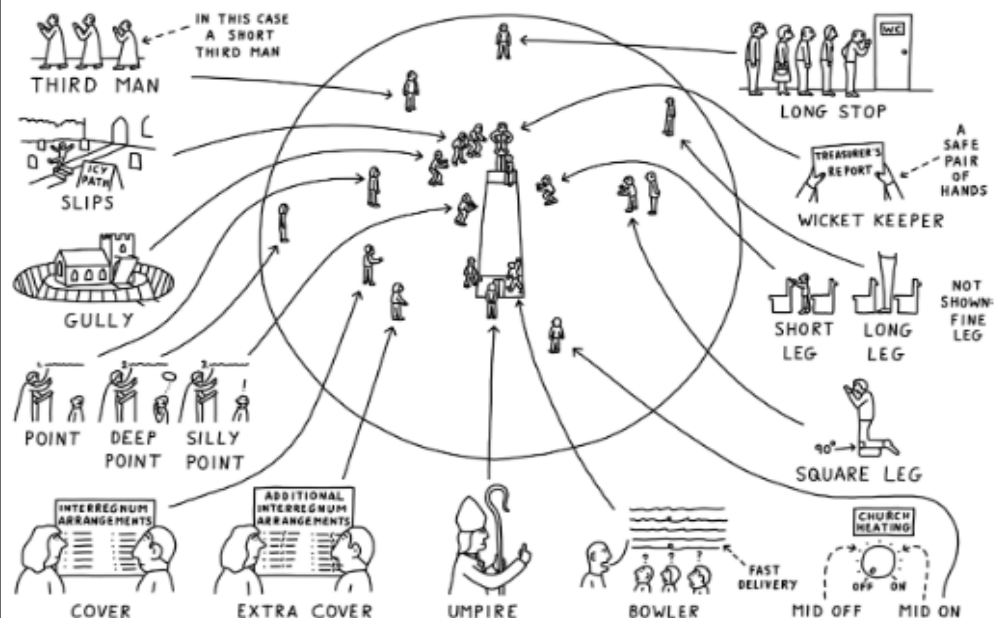 IN THIS CASE
A SHORT
THIRD MAN
THIRD MAN
ICY
PATH
SLIPS
GULLY
1
2
3
!
POINT
DEEP
POINT
SILLY
POINT
INTERREGNUM
ARRANGEMENTS
COVER
ADDITIONAL
INTERREGNUM
ARRANGEMENTS
EXTRA COVER
UMPIRE
? ? ?
FAST
DELIVERY
BOWLER
WC
LONG STOP
TREASURER'S
REPORT
A
SAFE
PAIR
OF
HANDS
WICKET KEEPER
SHORT
LEG
LONG
LEG
NOT
SHOWN:
FINE
LEG
90°
SQUARE LEG
CHURCH
HEATING
OFF ON
MID OFF MID ON